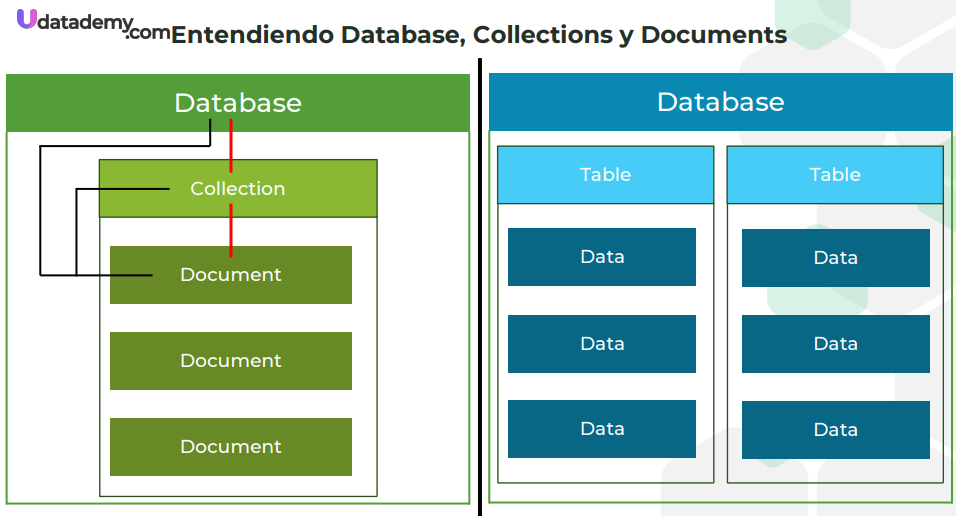 Udatademy
.com
Entendiendo Database, Collections y Documents
Database
Collection
Document
Document
Document
Database
Table
Table
Data
Data
Data
Data
Data
Data